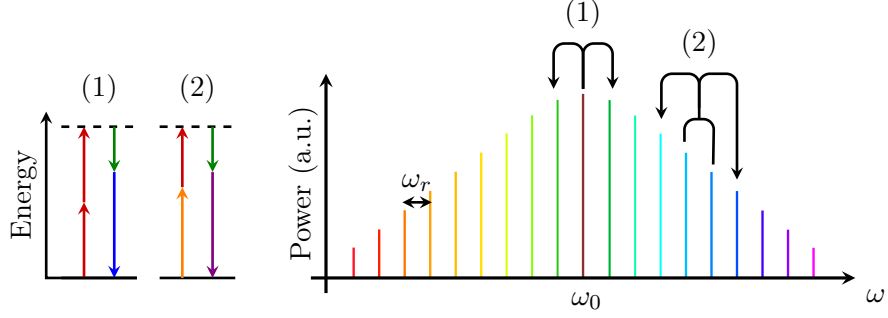 (1)
(2)
Energy
(1)
(2)
Power (a.u.)
ω_r
ω_0
ω